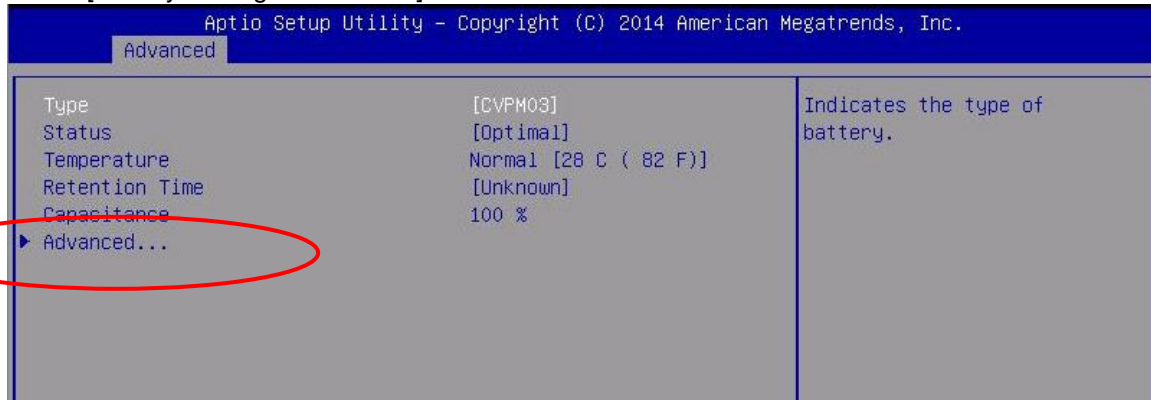 Aptio Setup Utility – Copyright (C) 2014 American Megatrends, Inc.
Advanced
Type [CVPM03]
Status [Optimal]
Temperature Normal [28 C ( 82 F)]
Retention Time [Unknown]
Capacitance 100 %
Advanced...
Indicates the type of
battery.